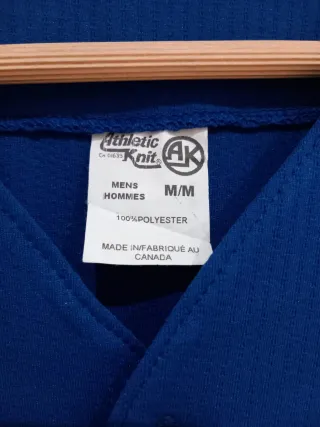 Athletic
Knit
AK
MENS
HOMMES
M/M
100%POLYESTER
MADE IN/FABRIQUÉ AU
CANADA